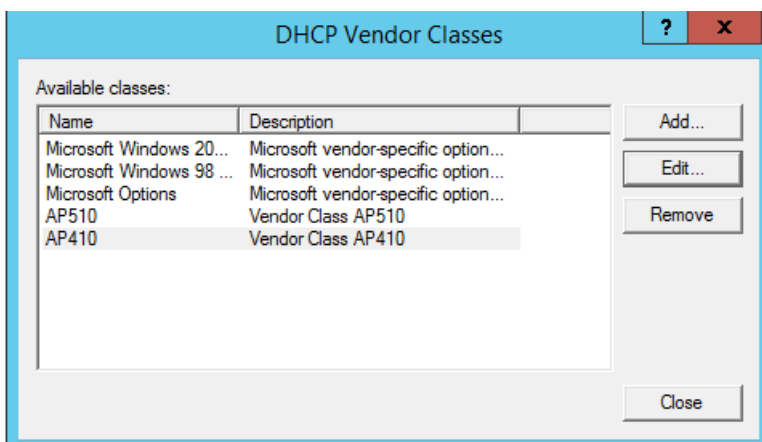 DHCP Vendor Classes
? x
Available classes:
Name Description
Microsoft Windows 20... Microsoft vendor-specific option...
Microsoft Windows 98 ... Microsoft vendor-specific option...
Microsoft Options Microsoft vendor-specific option...
AP510 Vendor Class AP510
AP410 Vendor Class AP410
Add...
Edit...
Remove
Close